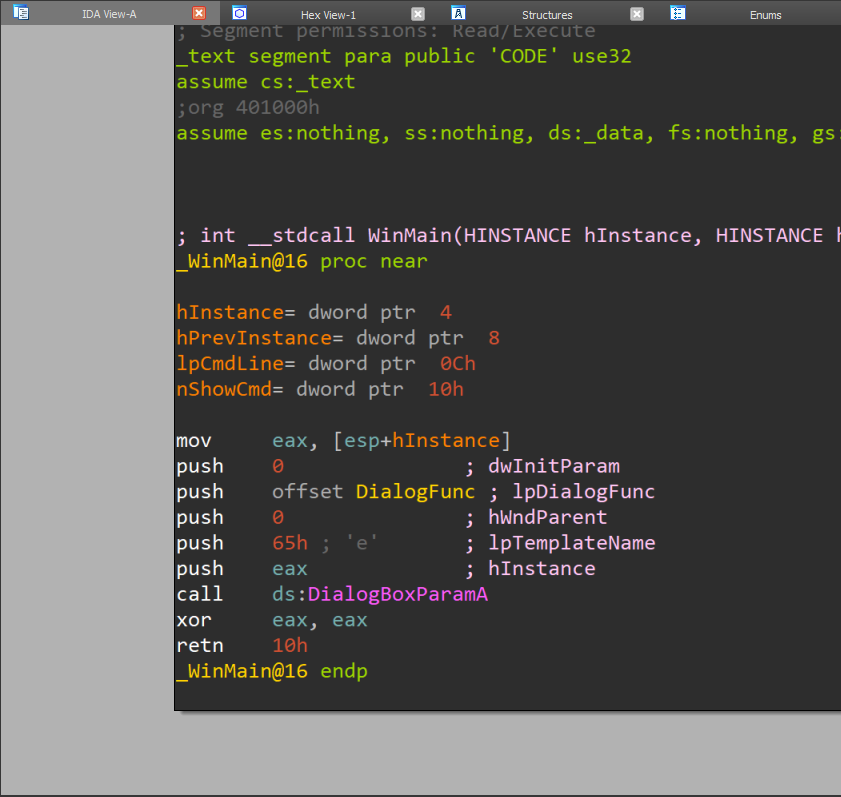 IDA View-A Hex View-1 Structures Enums
; Segment permissions: Read/Execute
_text segment para public 'CODE' use32
assume cs:_text
;org 401000h
assume es:nothing, ss:nothing, ds:_data, fs:nothing, gs:
; int __stdcall WinMain(HINSTANCE hInstance, HINSTANCE h
_WinMain@16 proc near
hInstance= dword ptr  4
hPrevInstance= dword ptr  8
lpCmdLine= dword ptr  0Ch
nShowCmd= dword ptr  10h
mov     eax, [esp+hInstance]
push    0               ; dwInitParam
push    offset DialogFunc ; lpDialogFunc
push    0               ; hWndParent
push    65h ; 'e'       ; lpTemplateName
push    eax             ; hInstance
call    ds:DialogBoxParamA
xor     eax, eax
retn    10h
_WinMain@16 endp